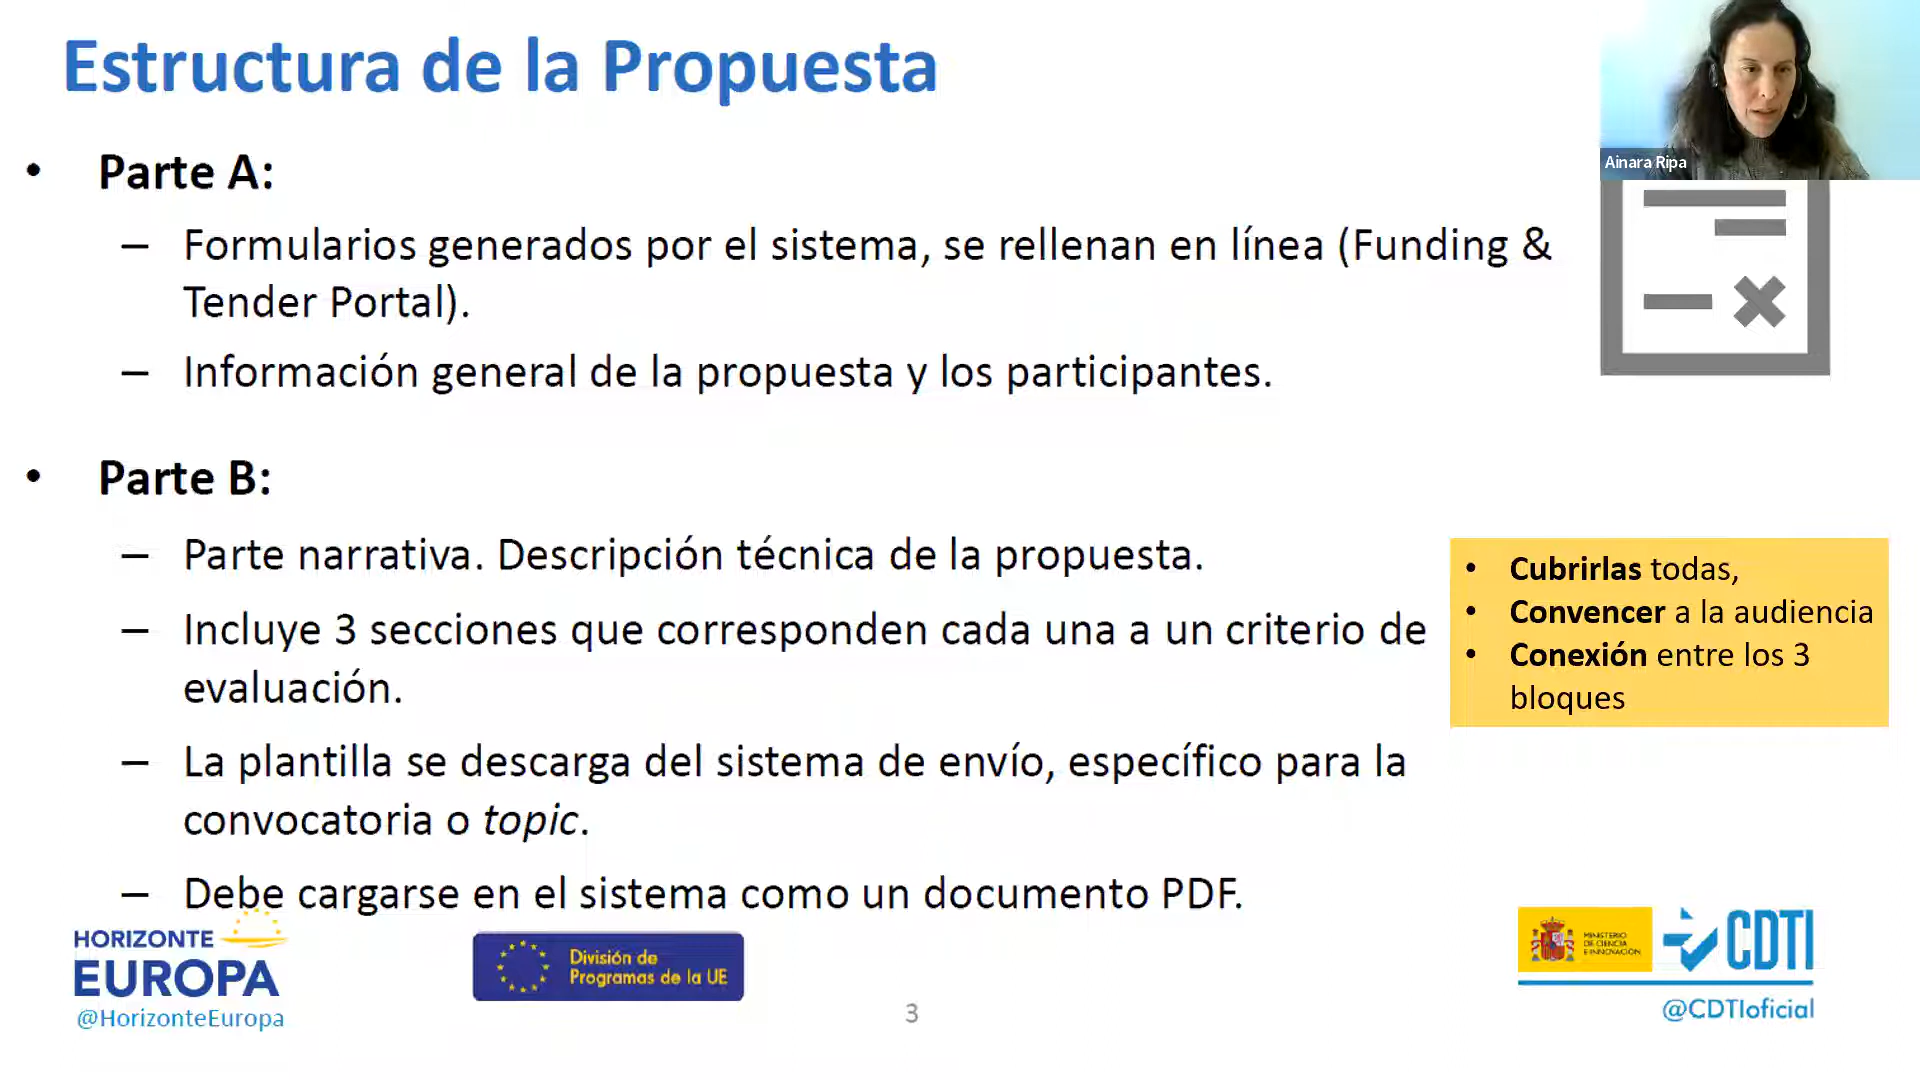 Estructura de la Propuesta
Ainara Ripa
• Parte A:
– Formularios generados por el sistema, se rellenan en línea (Funding &
Tender Portal).
– Información general de la propuesta y los participantes.
• Parte B:
– Parte narrativa. Descripción técnica de la propuesta.
– Incluye 3 secciones que corresponden cada una a un criterio de
evaluación.
– La plantilla se descarga del sistema de envío, específico para la
convocatoria o topic.
– Debe cargarse en el sistema como un documento PDF.
• Cubrirlas todas,
• Convencer a la audiencia
• Conexión entre los 3
bloques
HORIZONTE
EUROPA
@HorizonteEuropa
División de
Programas de la UE
3
MINISTERIO
DE CIENCIA
E INNOVACIÓN
CDTI
@CDTIoficial